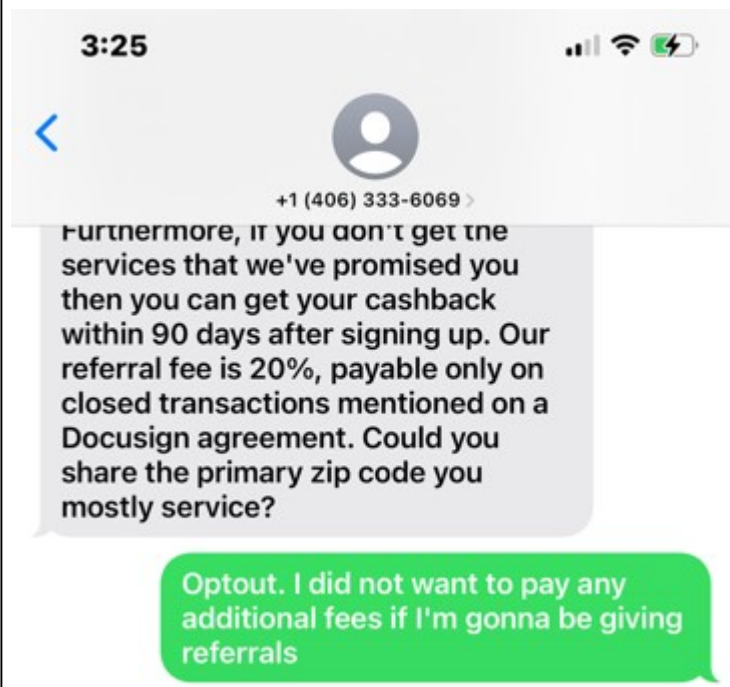 3:25
+1 (406) 333-6069
Furthermore, if you don't get the
services that we've promised you
then you can get your cashback
within 90 days after signing up. Our
referral fee is 20%, payable only on
closed transactions mentioned on a
Docusign agreement. Could you
share the primary zip code you
mostly service?
Optout. I did not want to pay any
additional fees if I'm gonna be giving
referrals